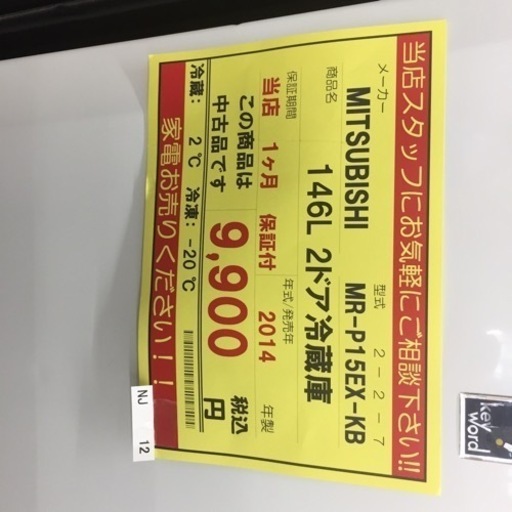 当店スタッフにお気軽にご相談下さい!!
メーカー
MITSUBISHI
型式 2-2-7
MR-P15EX-KB
商品名
146L 2ドア冷蔵庫
保証期間
当店 1ヶ月 保証付
年式/発売年
2014 年製
この商品は
中古品です
9,900
税込
円
冷蔵: 2℃ 冷凍: -20℃
家電お売りください!!
NJ 12
key
word